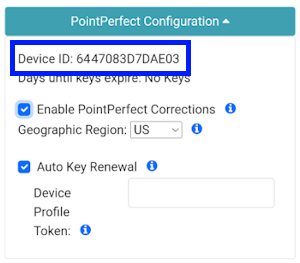 PointPerfect Configuration
Device ID: 6447083D7DAE03
Days until keys expire: No Keys
Enable PointPerfect Corrections
Geographic Region: US
Auto Key Renewal
Device
Profile
Token: